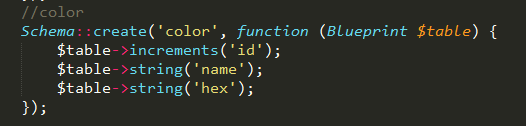 //color
Schema::create('color', function (Blueprint $table) {
    $table->increments('id');
    $table->string('name');
    $table->string('hex');
});